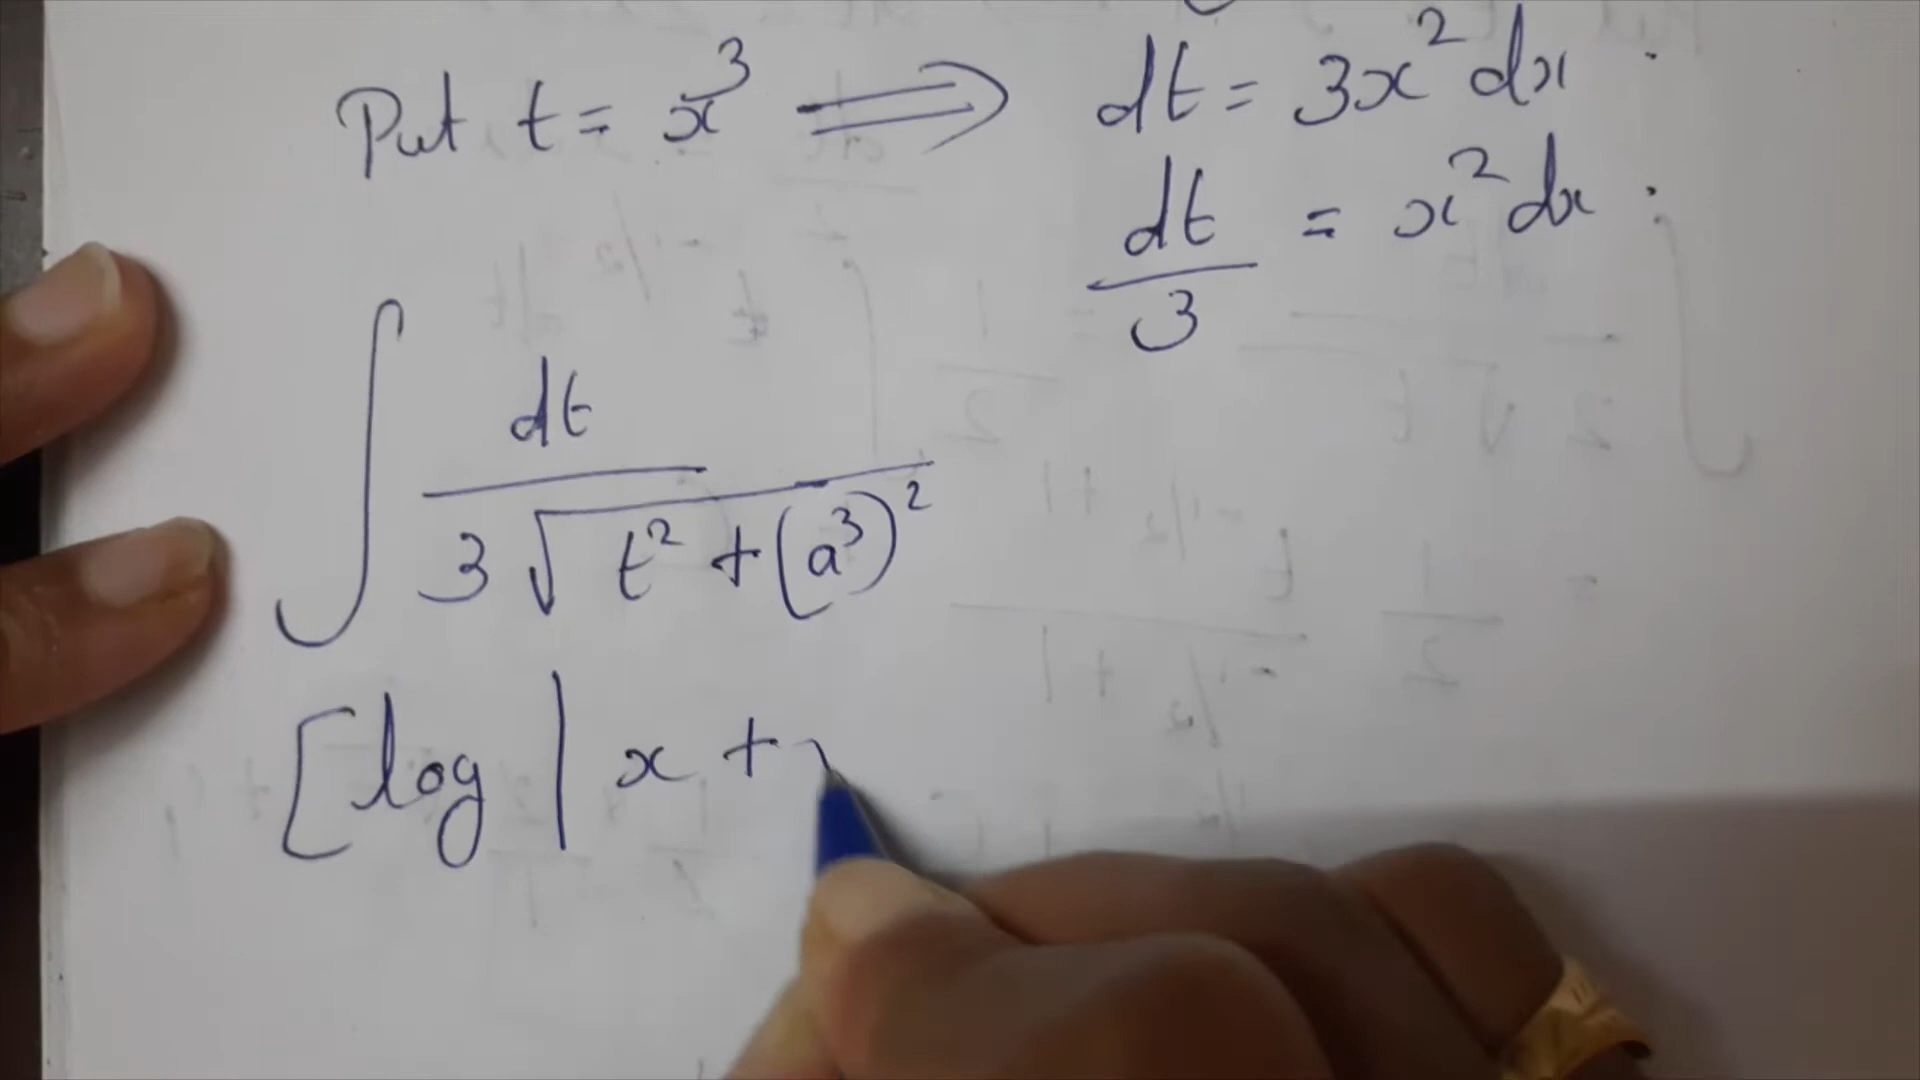 Put t = x³ ⟹ dt = 3x² dx
dt/3 = x² dx
∫ dt / 3√(t² + (a³)²)
[log | x +